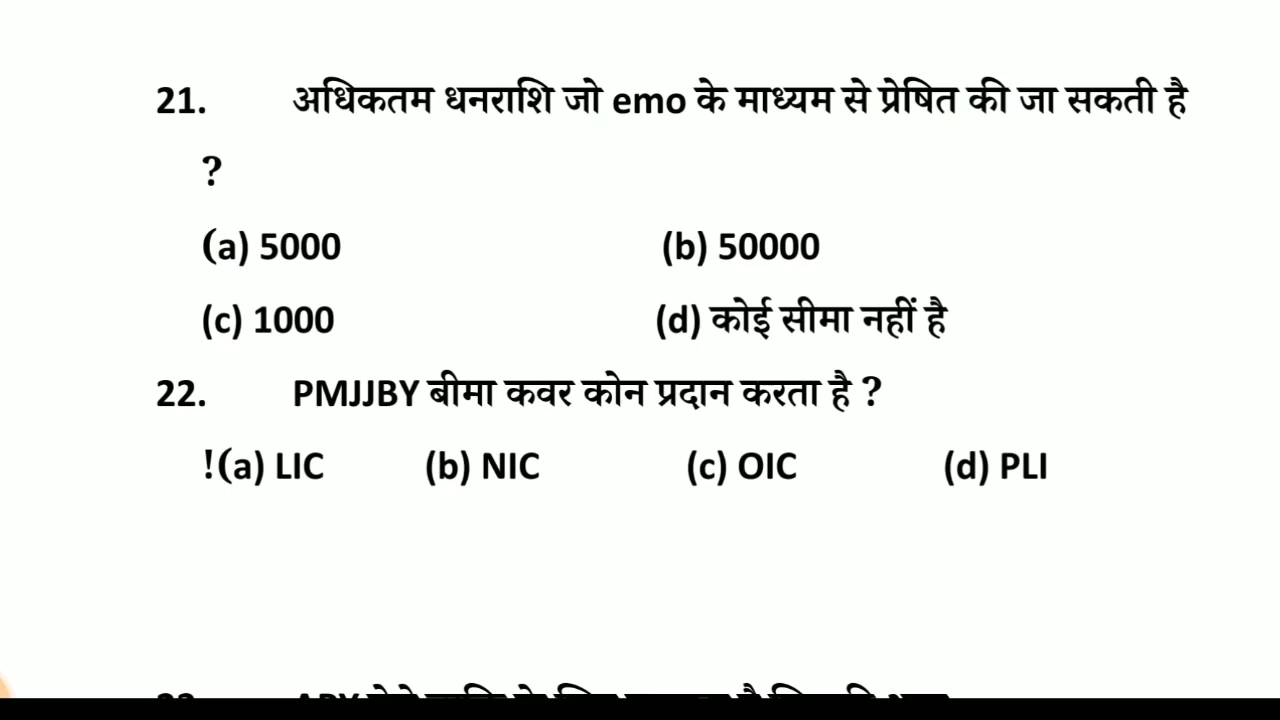 21. अधिकतम धनराशि जो emo के माध्यम से प्रेषित की जा सकती है
?
(a) 5000 (b) 50000
(c) 1000 (d) कोई सीमा नहीं है
22. PMJJBY बीमा कवर कोन प्रदान करता है ?
!(a) LIC (b) NIC (c) OIC (d) PLI